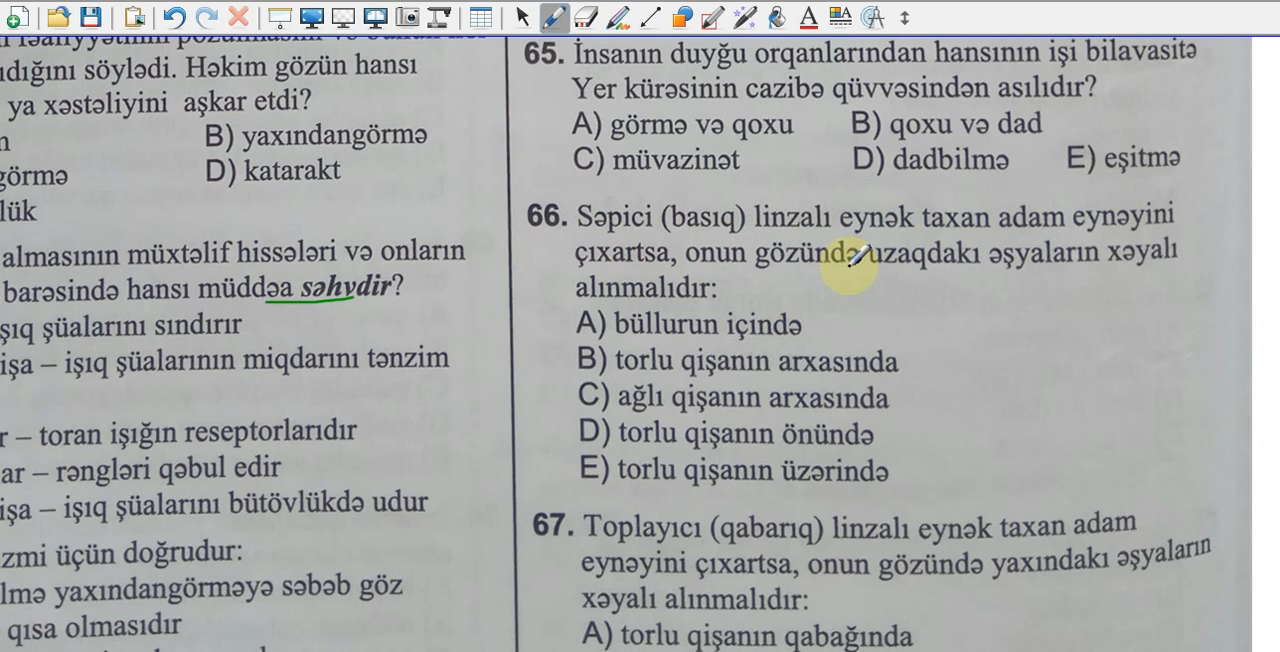 ıdığını söylədi. Həkim gözün hansı
ya xəstəliyini aşkar etdi?
B) yaxındangörmə
görmə
D) katarakt
lük
almasının müxtəlif hissələri və onların
barəsində hansı müddəa səhvdir?
şıq şüalarını sındırır
işa – işıq şüalarının miqdarını tənzim
r – toran işığın reseptorlarıdır
ar – rəngləri qəbul edir
işa – işıq şüalarını bütövlükdə udur
zmi üçün doğrudur:
lmə yaxındangörməyə səbəb göz
qısa olmasıdır
65. İnsanın duyğu orqanlarından hansının işi bilavasitə
Yer kürəsinin cazibə qüvvəsindən asılıdır?
A) görmə və qoxu B) qoxu və dad
C) müvazinət D) dadbilmə E) eşitmə
66. Səpici (basıq) linzalı eynək taxan adam eynəyini
çıxartsa, onun gözündə uzaqdakı əşyaların xəyalı
alınmalıdır:
A) büllurun içində
B) torlu qişanın arxasında
C) ağlı qişanın arxasında
D) torlu qişanın önündə
E) torlu qişanın üzərində
67. Toplayıcı (qabarıq) linzalı eynək taxan adam
eynəyini çıxartsa, onun gözündə yaxındakı əşyaların
xəyalı alınmalıdır:
A) torlu qişanın qabağında